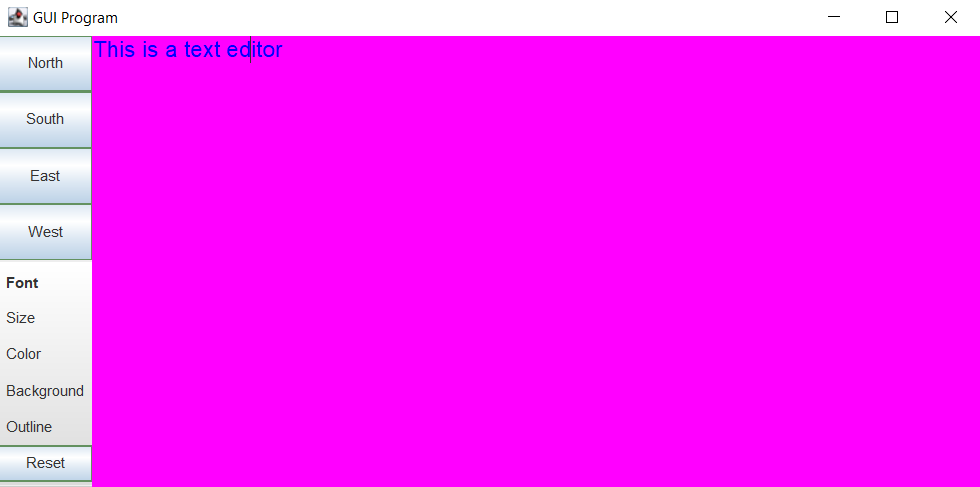 GUI Program
North
This is a text editor
South
East
West
Font
Size
Color
Background
Outline
Reset